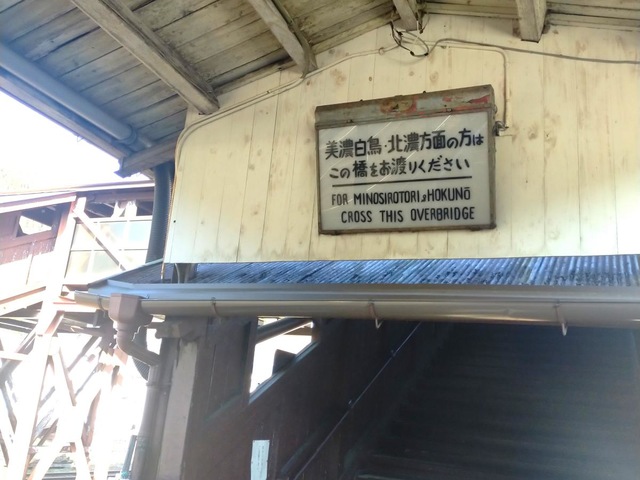 美濃白鳥・北濃方面の方は
この橋をお渡りください
FOR MINOSIROTORI,HOKUNŌ
CROSS THIS OVERBRIDGE